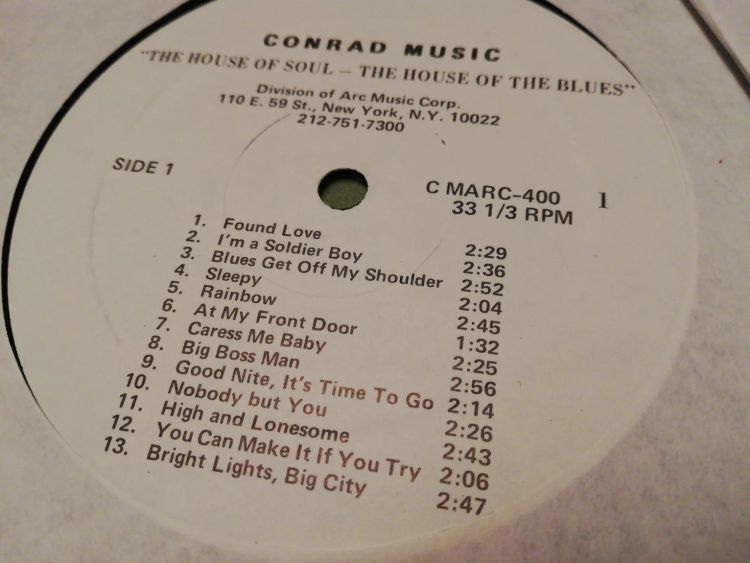 CONRAD MUSIC
"THE HOUSE OF SOUL – THE HOUSE OF THE BLUES"
Division of Arc Music Corp.
110 E. 59 St., New York, N.Y. 10022
212-751-7300
SIDE 1
C MARC-400 1
33 1/3 RPM
1. Found Love 2:29
2. I'm a Soldier Boy 2:36
3. Blues Get Off My Shoulder 2:52
4. Sleepy 2:04
5. Rainbow 2:45
6. At My Front Door 1:32
7. Caress Me Baby 2:25
8. Big Boss Man 2:56
9. Good Nite, It's Time To Go 2:14
10. Nobody but You 2:26
11. High and Lonesome 2:43
12. You Can Make It If You Try 2:06
13. Bright Lights, Big City 2:47